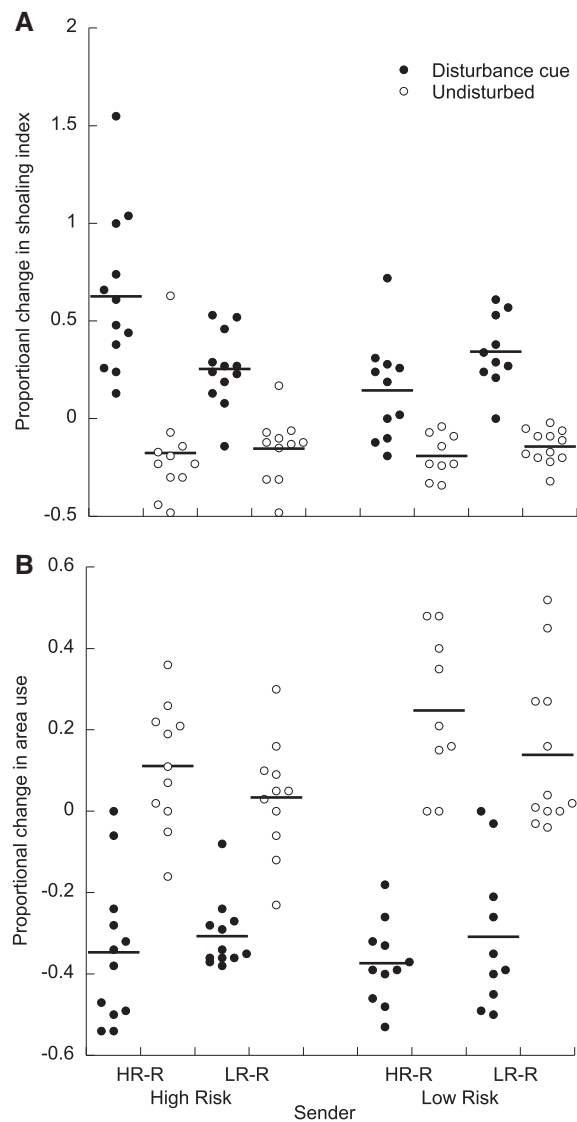 A
2
1.5
1
0.5
0
-0.5
Proportioanl change in shoaling index
Disturbance cue
Undisturbed
B
0.6
0.4
0.2
0
-0.2
-0.4
-0.6
Proportional change in area use
HR-R LR-R HR-R LR-R
High Risk Low Risk
Sender